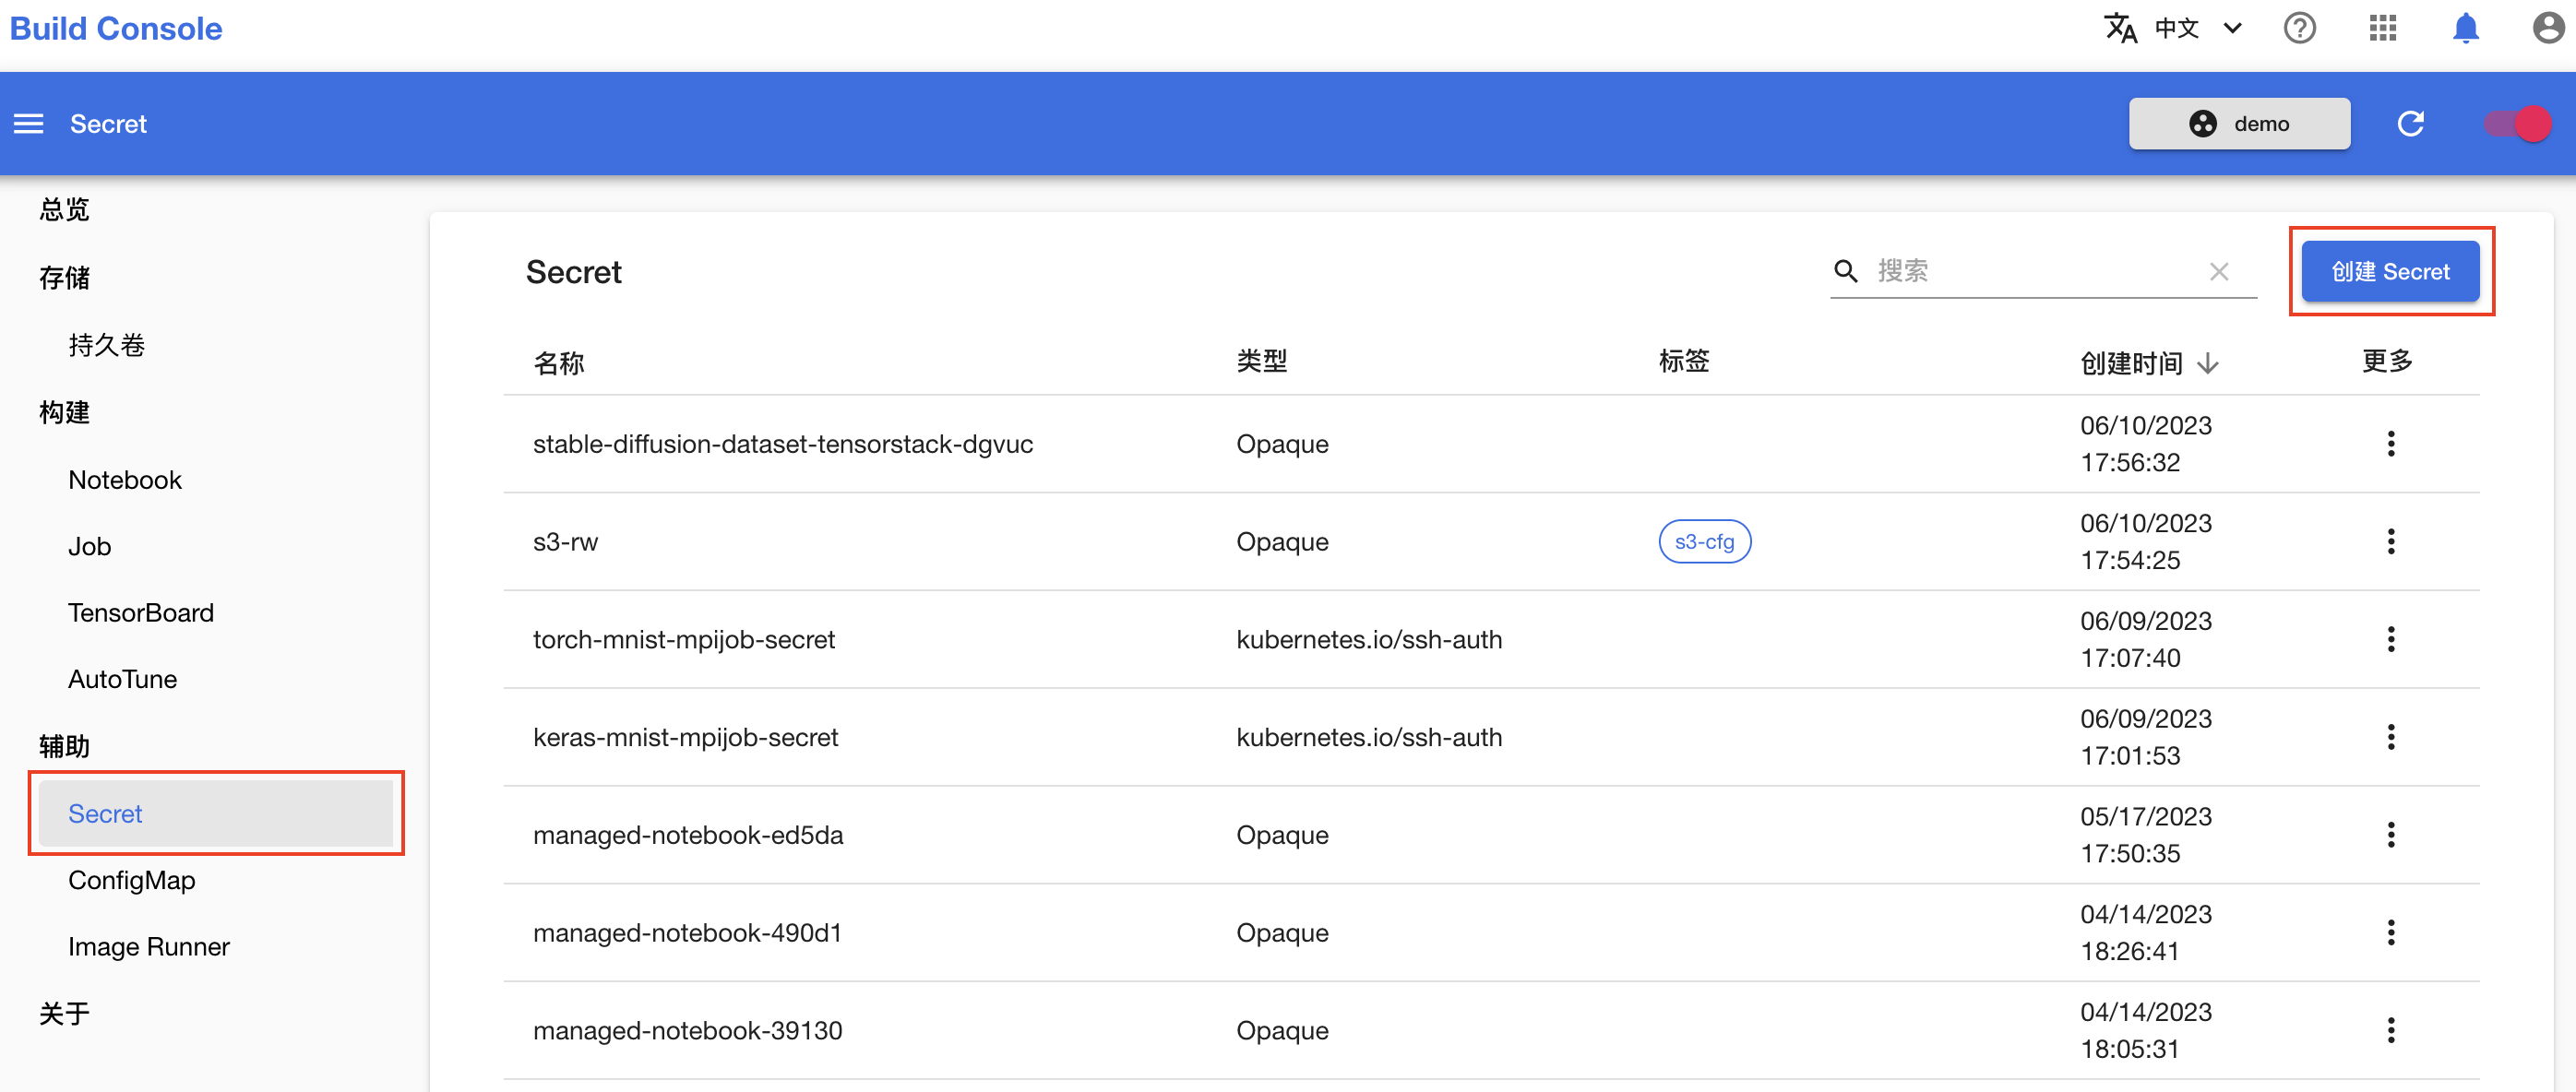 Build Console
中文
Secret
demo
总览
存储
持久卷
构建
Notebook
Job
TensorBoard
AutoTune
辅助
Secret
ConfigMap
Image Runner
关于
Secret
搜索
创建 Secret
名称 类型 标签 创建时间 更多
stable-diffusion-dataset-tensorstack-dgvuc Opaque 06/10/2023
17:56:32
s3-rw Opaque s3-cfg 06/10/2023
17:54:25
torch-mnist-mpijob-secret kubernetes.io/ssh-auth 06/09/2023
17:07:40
keras-mnist-mpijob-secret kubernetes.io/ssh-auth 06/09/2023
17:01:53
managed-notebook-ed5da Opaque 05/17/2023
17:50:35
managed-notebook-490d1 Opaque 04/14/2023
18:26:41
managed-notebook-39130 Opaque 04/14/2023
18:05:31